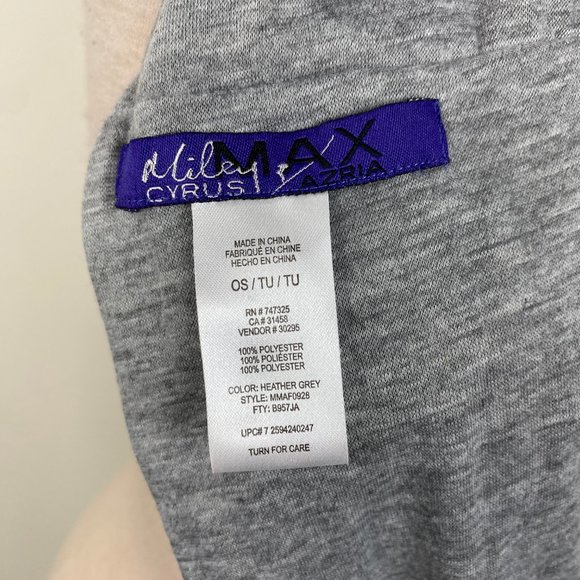 Miley MAX
CYRUS AZRIA
MADE IN CHINA
FABRIQUÉ EN CHINE
HECHO EN CHINA
OS / TU / TU
RN # 747325
CA # 31458
VENDOR # 30295
100% POLYESTER
100% POLIÉSTER
100% POLYESTER
COLOR: HEATHER GREY
STYLE: MMAF0928
FTY: B957JA
UPC# 7 2594240247
TURN FOR CARE